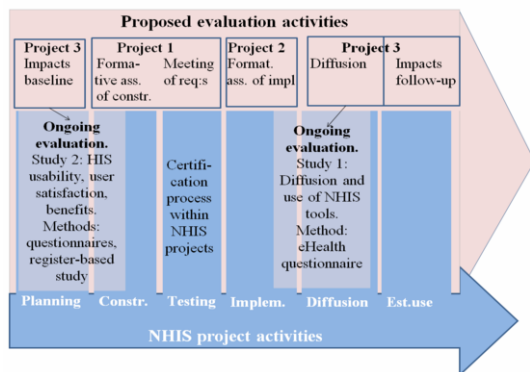 Proposed evaluation activities
Project 3
Impacts
baseline
Project 1
Forma-
tive ass.
of constr.
Meeting
of req:s
Project 2
Format.
ass. of impl
Project 3
Diffusion
Impacts
follow-up
Ongoing
evaluation.
Study 2: HIS
usability, user
satisfaction,
benefits.
Methods:
questionnaires,
register-based
study
Certifi-
cation
process
within
NHIS
projects
Ongoing
evaluation.
Study 1:
Diffusion and
use of NHIS
tools.
Method:
eHealth
questionnaire
Planning
Constr.
Testing
Implem.
Diffusion
Est.use
NHIS project activities